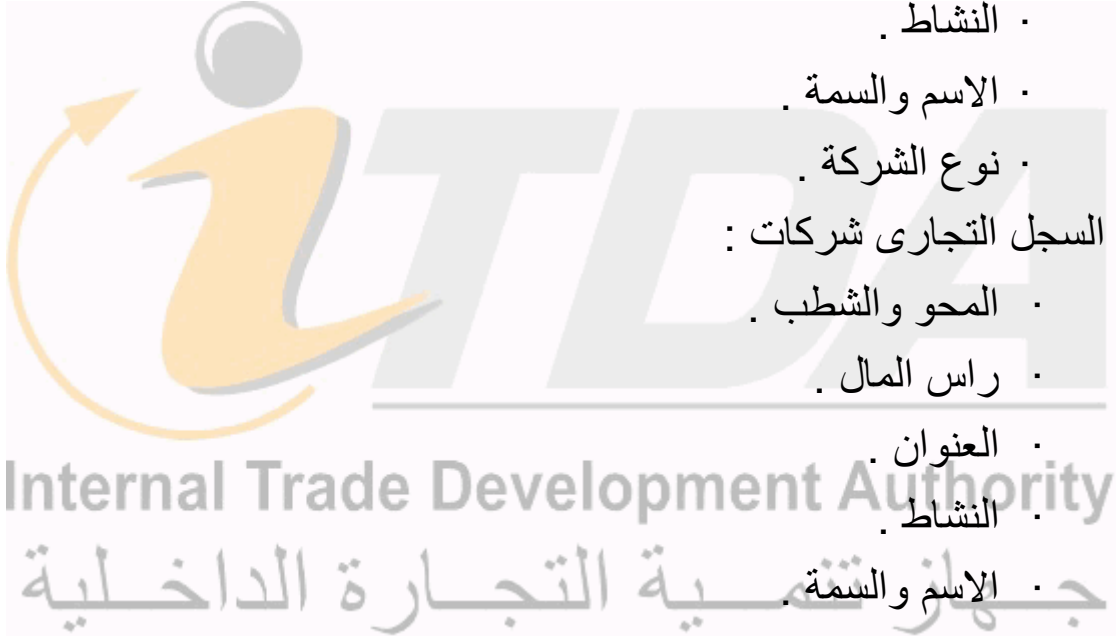 · النشاط .
· الاسم والسمة .
· نوع الشركة .
السجل التجارى شركات :
· المحو والشطب .
· راس المال .
· العنوان .
· النشاط .
· الاسم والسمة .
iTDA
Internal Trade Development Authority
جهاز تنمية التجارة الداخلية